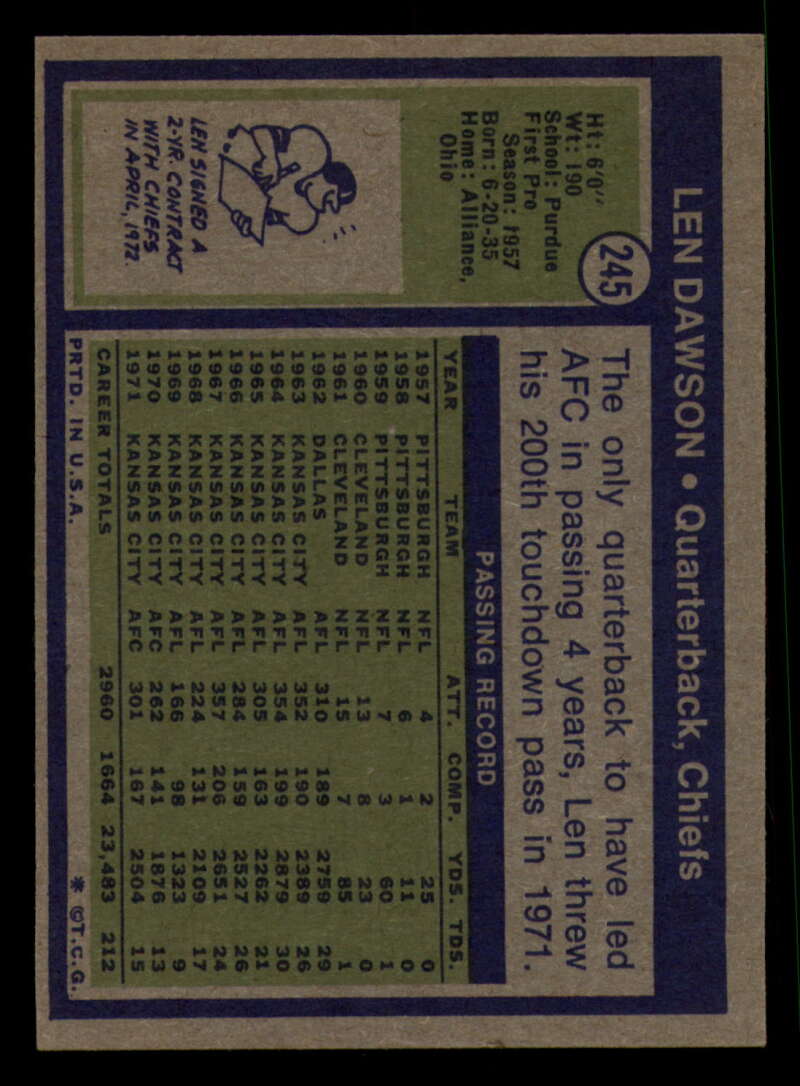 LEN DAWSON • Quarterback, Chiefs
245
Ht: 6'0"
Wt: 190
School: Purdue
First Pro
Season: 1957
Born: 6-20-35
Home: Alliance,
Ohio
LEN SIGNED A
2-YR. CONTRACT
WITH CHIEFS
IN APRIL, 1972.
The only quarterback to have led
AFC in passing 4 years, Len threw
his 200th touchdown pass in 1971.
PASSING RECORD
YEAR TEAM ATT. COMP. YDS. TDS.
1957 PITTSBURGH NFL 4 2 25 0
1958 PITTSBURGH NFL 6 1 11 0
1959 PITTSBURGH NFL 7 3 60 1
1960 CLEVELAND NFL 13 8 23 0
1961 CLEVELAND NFL 15 7 85 1
1962 DALLAS AFL 310 189 2759 29
1963 KANSAS CITY AFL 352 190 2389 26
1964 KANSAS CITY AFL 354 199 2879 30
1965 KANSAS CITY AFL 305 163 2262 21
1966 KANSAS CITY AFL 284 159 2527 26
1967 KANSAS CITY AFL 357 206 2651 24
1968 KANSAS CITY AFL 224 131 2109 17
1969 KANSAS CITY AFL 166 98 1323 9
1970 KANSAS CITY AFC 262 141 1876 13
1971 KANSAS CITY AFC 301 167 2504 15
CAREER TOTALS 2960 1664 23,483 212
PRTD. IN U.S.A. * ©T.C.G.